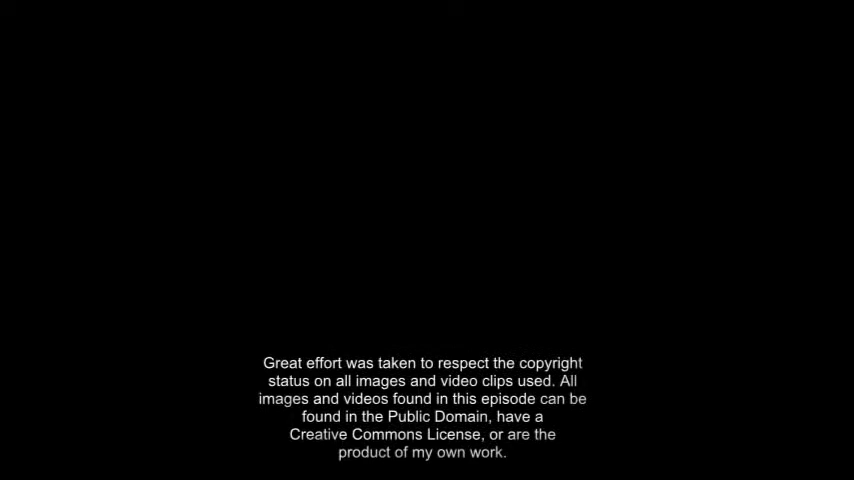 Great effort was taken to respect the copyright
status on all images and video clips used. All
images and videos found in this episode can be
found in the Public Domain, have a
Creative Commons License, or are the
product of my own work.